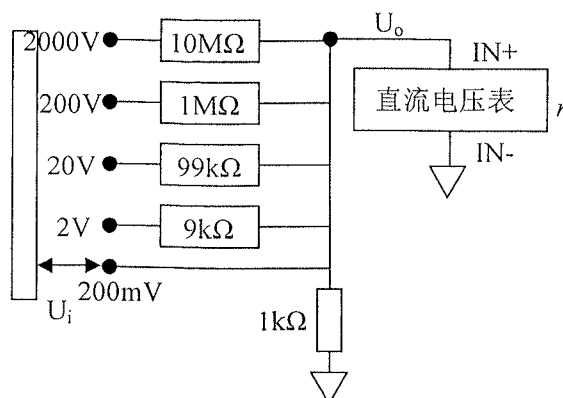 2000V 10MΩ Uo
IN+
200V 1MΩ 直流电压表 r
IN-
20V 99kΩ
2V 9kΩ
200mV
Ui
1kΩ